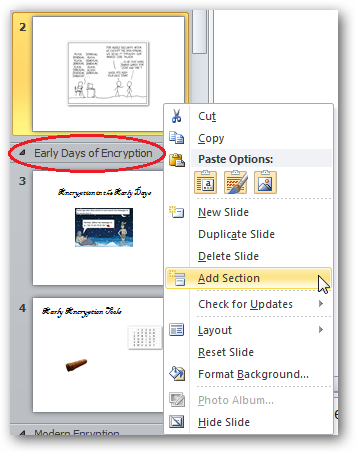 2
Early Days of Encryption
3
Encryption in the Early Days
4
Early Encryption Tools
Modern Enryption
Cut
Copy
Paste Options:
a
New Slide
Duplicate Slide
Delete Slide
Add Section
Check for Updates
Layout
Reset Slide
Format Background...
Photo Album...
Hide Slide